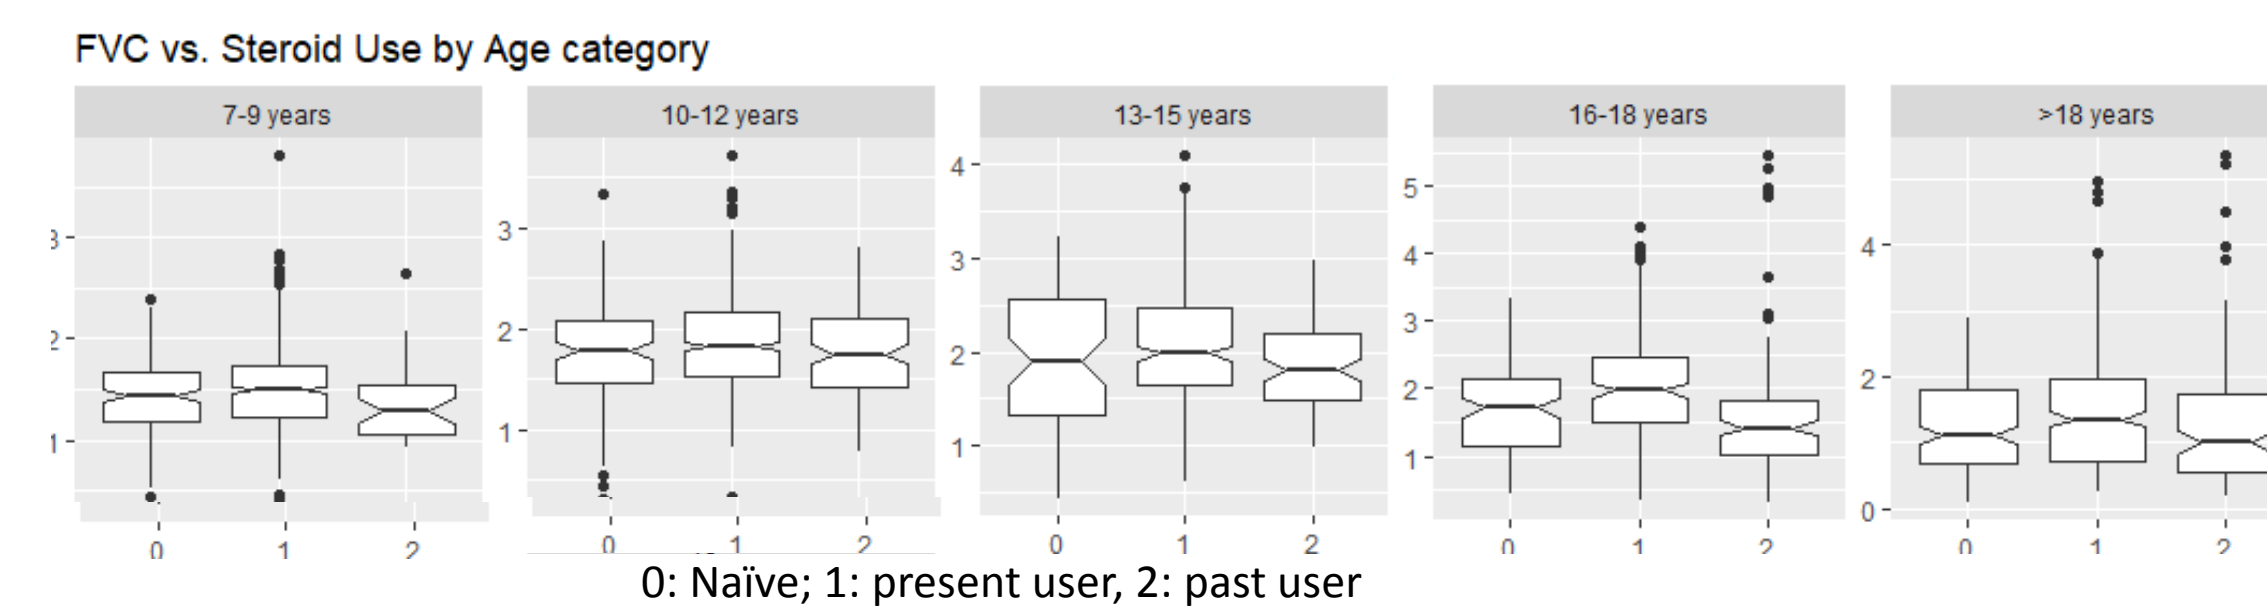 FVC vs. Steroid Use by Age category
7-9 years 10-12 years 13-15 years 16-18 years >18 years
3 2 1
3 2 1
4 3 2 1
5 4 3 2 1
4 2 0
0 1 2 0 1 2 0 1 2 0 1 2 0 1 2
0: Naïve; 1: present user, 2: past user